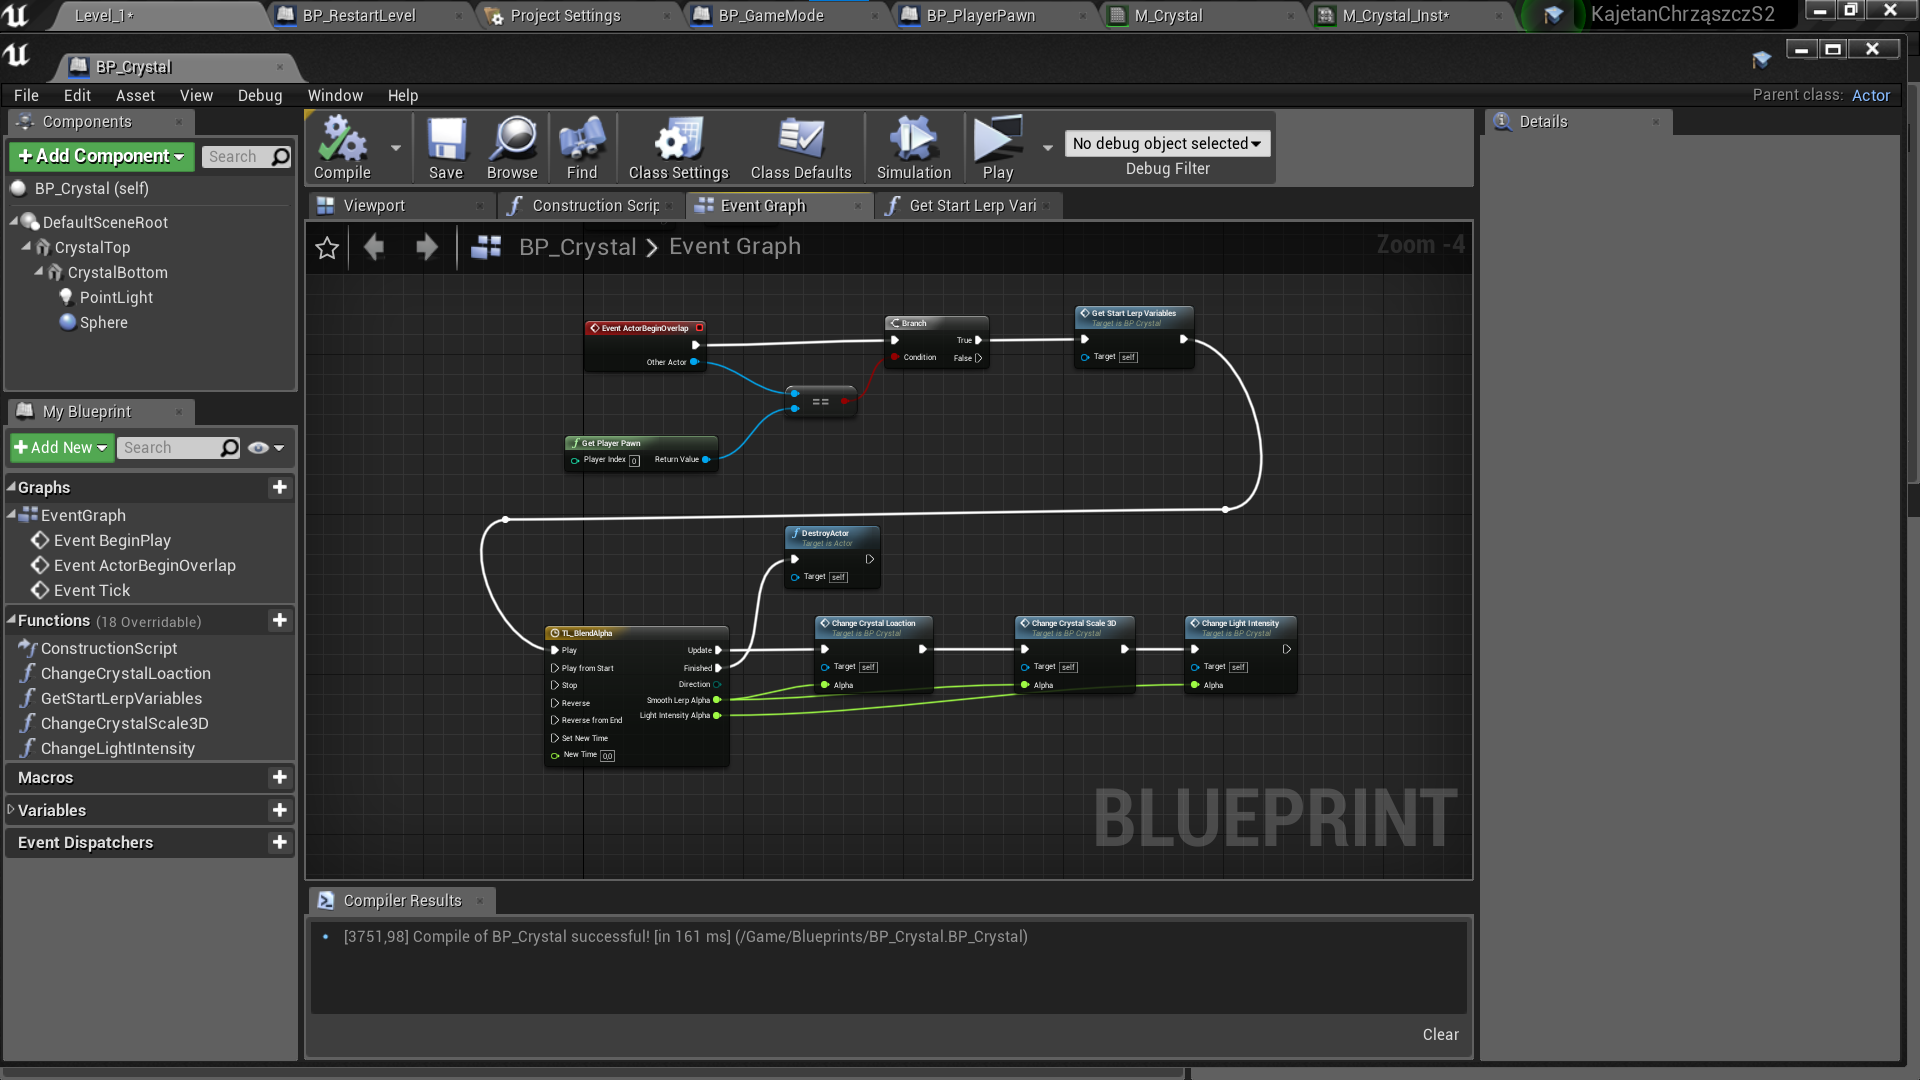 Level_1*
BP_RestartLevel
Project Settings
BP_GameMode
BP_PlayerPawn
M_Crystal
M_Crystal_Inst*
KajetanChrząszczS2
BP_Crystal
File Edit Asset View Debug Window Help
Parent class: Actor
Components
Add Component
Search
BP_Crystal (self)
DefaultSceneRoot
CrystalTop
CrystalBottom
PointLight
Sphere
Compile
Save
Browse
Find
Class Settings
Class Defaults
Simulation
Play
No debug object selected
Debug Filter
Details
Viewport
Construction Scrip
Event Graph
Get Start Lerp Vari
BP_Crystal > Event Graph
Zoom -4
Event ActorBeginOverlap
Other Actor
Branch
True
Condition
False
Get Start Lerp Variables
Target is BP Crystal
Target self
==
Get Player Pawn
Player Index 0
Return Value
DestroyActor
Target is Actor
Target self
TL_BlendAlpha
Play
Update
Play from Start
Finished
Stop
Direction
Reverse
Smooth Lerp Alpha
Reverse from End
Light Intensity Alpha
Set New Time
New Time 0,0
Change Crystal Loaction
Target is BP Crystal
Target self
Alpha
Change Crystal Scale 3D
Target is BP Crystal
Target self
Alpha
Change Light Intensity
Target is BP Crystal
Target self
Alpha
BLUEPRINT
My Blueprint
Add New
Search
Graphs
EventGraph
Event BeginPlay
Event ActorBeginOverlap
Event Tick
Functions (18 Overridable)
ConstructionScript
ChangeCrystalLoaction
GetStartLerpVariables
ChangeCrystalScale3D
ChangeLightIntensity
Macros
Variables
Event Dispatchers
Compiler Results
[3751,98] Compile of BP_Crystal successful! [in 161 ms] (/Game/Blueprints/BP_Crystal.BP_Crystal)
Clear